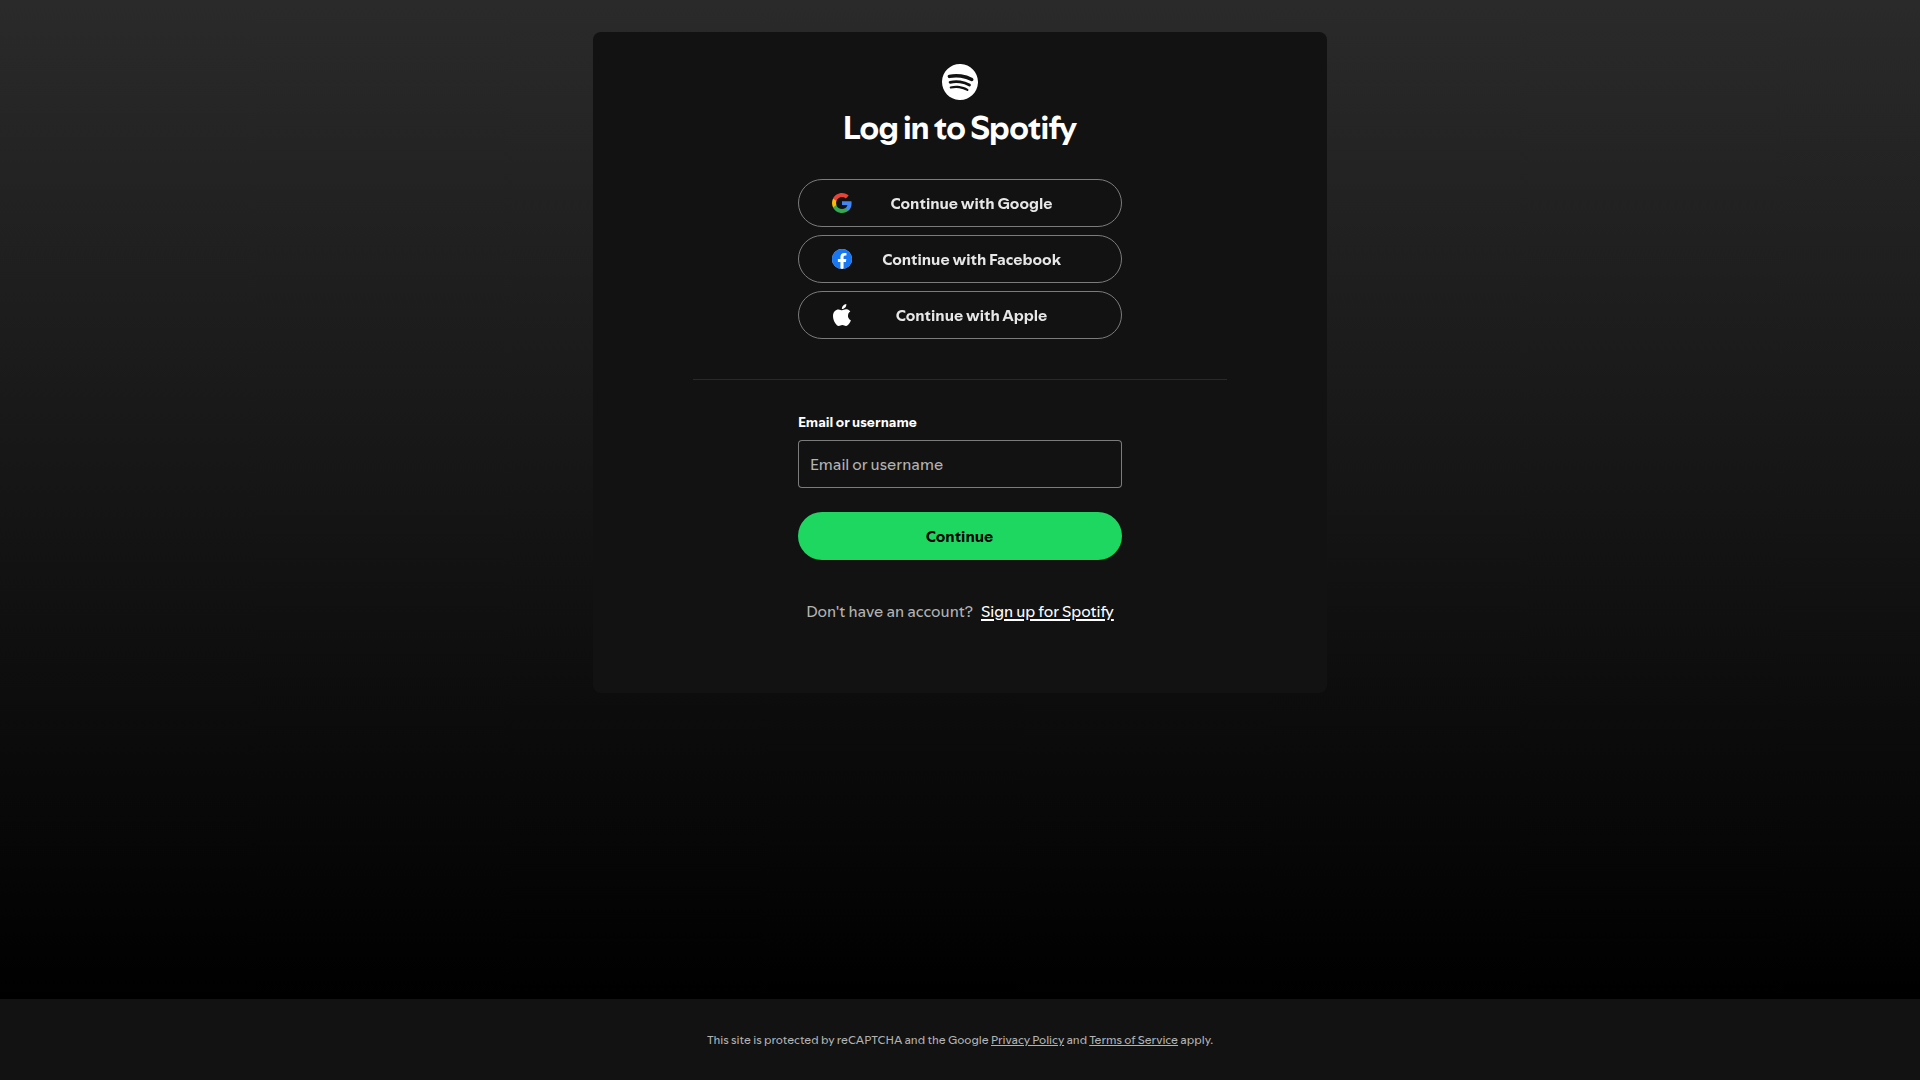 Log in to Spotify
Continue with Google
Continue with Facebook
Continue with Apple
Email or username
Email or username
Continue
Don't have an account? Sign up for Spotify
This site is protected by reCAPTCHA and the Google Privacy Policy and Terms of Service apply.